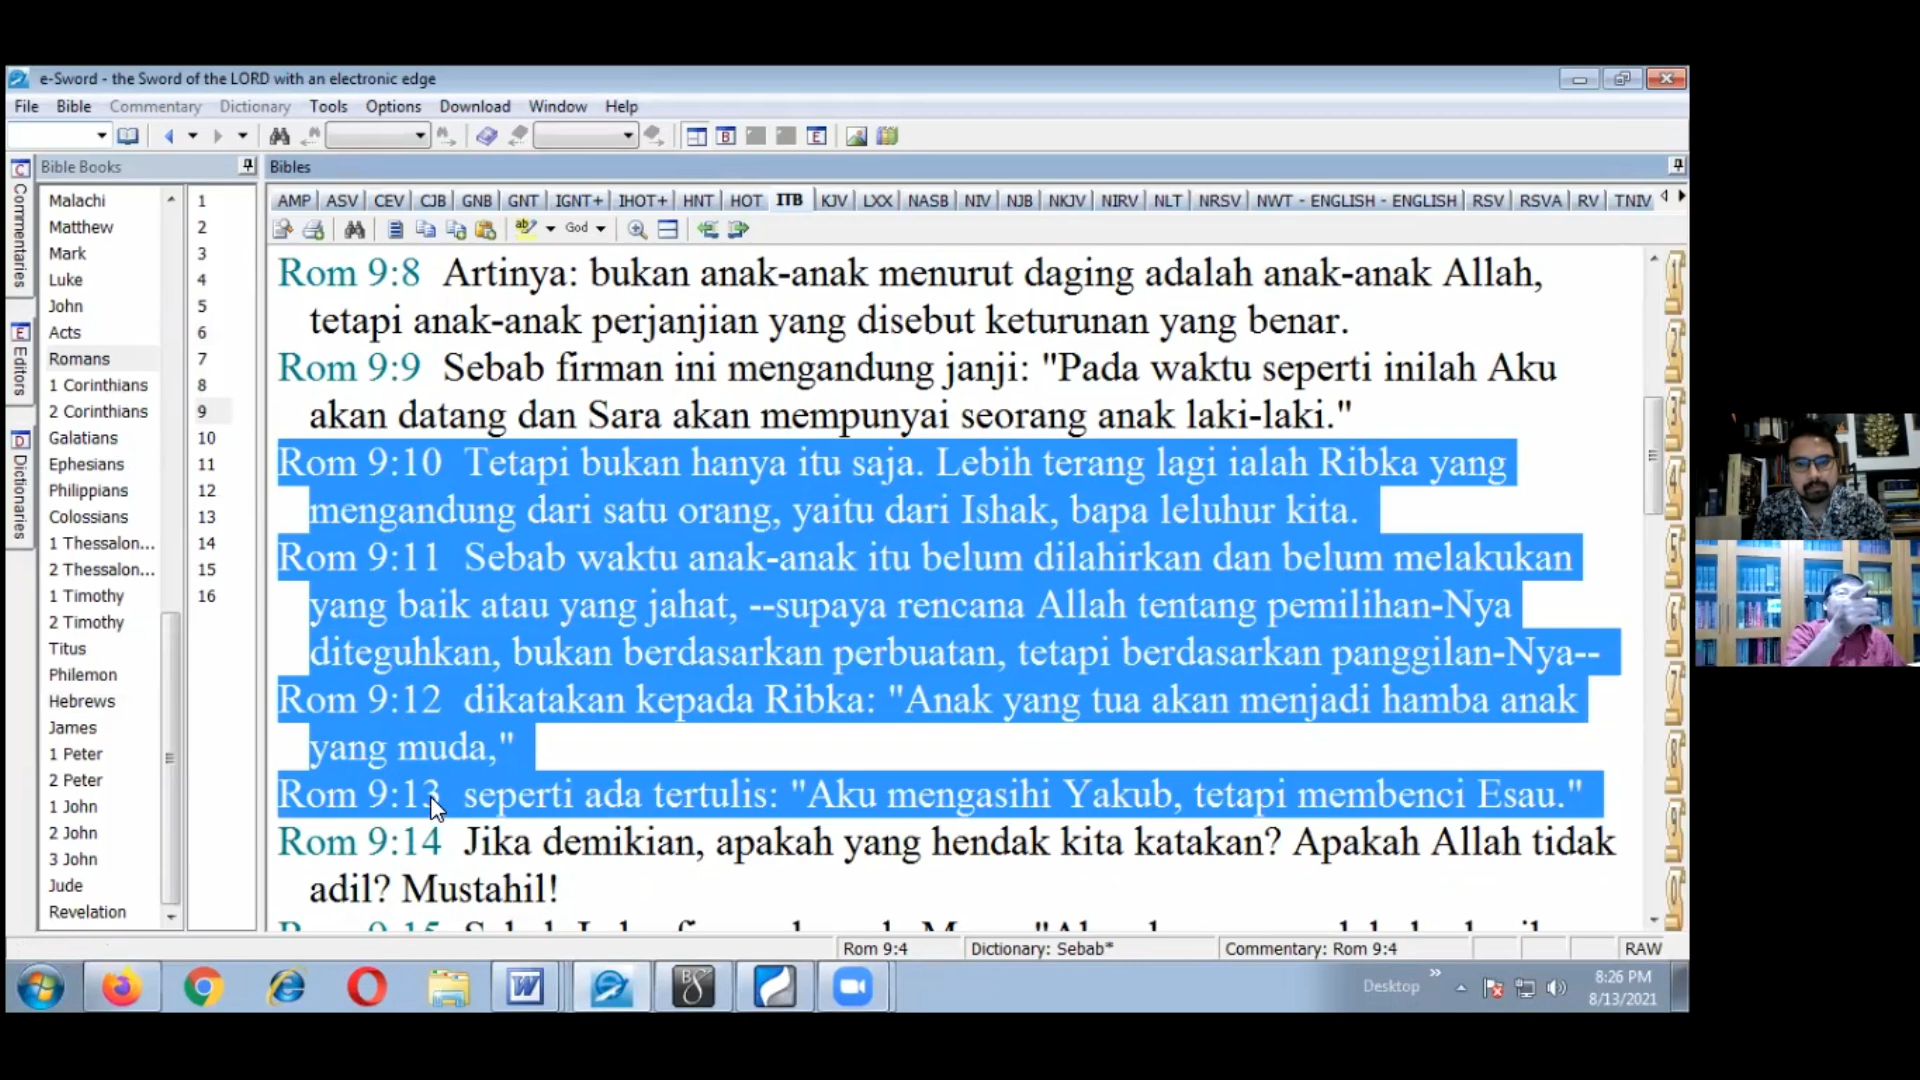 e-Sword - the Sword of the LORD with an electronic edge
File Bible Commentary Dictionary Tools Options Download Window Help
Bible Books
Bibles
Commentaries
Editors
Dictionaries
Malachi
Matthew
Mark
Luke
John
Acts
Romans
1 Corinthians
2 Corinthians
Galatians
Ephesians
Philippians
Colossians
1 Thessalon...
2 Thessalon...
1 Timothy
2 Timothy
Titus
Philemon
Hebrews
James
1 Peter
2 Peter
1 John
2 John
3 John
Jude
Revelation
1
2
3
4
5
6
7
8
9
10
11
12
13
14
15
16
AMP ASV CEV CJB GNB GNT IGNT+ IHOT+ HNT HOT ITB KJV LXX NASB NIV NJB NKJV NIRV NLT NRSV NWT - ENGLISH - ENGLISH RSV RSVA RV TNIV
God
Rom 9:8 Artinya: bukan anak-anak menurut daging adalah anak-anak Allah,
tetapi anak-anak perjanjian yang disebut keturunan yang benar.
Rom 9:9 Sebab firman ini mengandung janji: "Pada waktu seperti inilah Aku
akan datang dan Sara akan mempunyai seorang anak laki-laki."
Rom 9:10 Tetapi bukan hanya itu saja. Lebih terang lagi ialah Ribka yang
mengandung dari satu orang, yaitu dari Ishak, bapa leluhur kita.
Rom 9:11 Sebab waktu anak-anak itu belum dilahirkan dan belum melakukan
yang baik atau yang jahat, --supaya rencana Allah tentang pemilihan-Nya
diteguhkan, bukan berdasarkan perbuatan, tetapi berdasarkan panggilan-Nya--
Rom 9:12 dikatakan kepada Ribka: "Anak yang tua akan menjadi hamba anak
yang muda,"
Rom 9:13 seperti ada tertulis: "Aku mengasihi Yakub, tetapi membenci Esau."
Rom 9:14 Jika demikian, apakah yang hendak kita katakan? Apakah Allah tidak
adil? Mustahil!
Rom 9:4
Dictionary: Sebab*
Commentary: Rom 9:4
RAW
Desktop
8:26 PM
8/13/2021